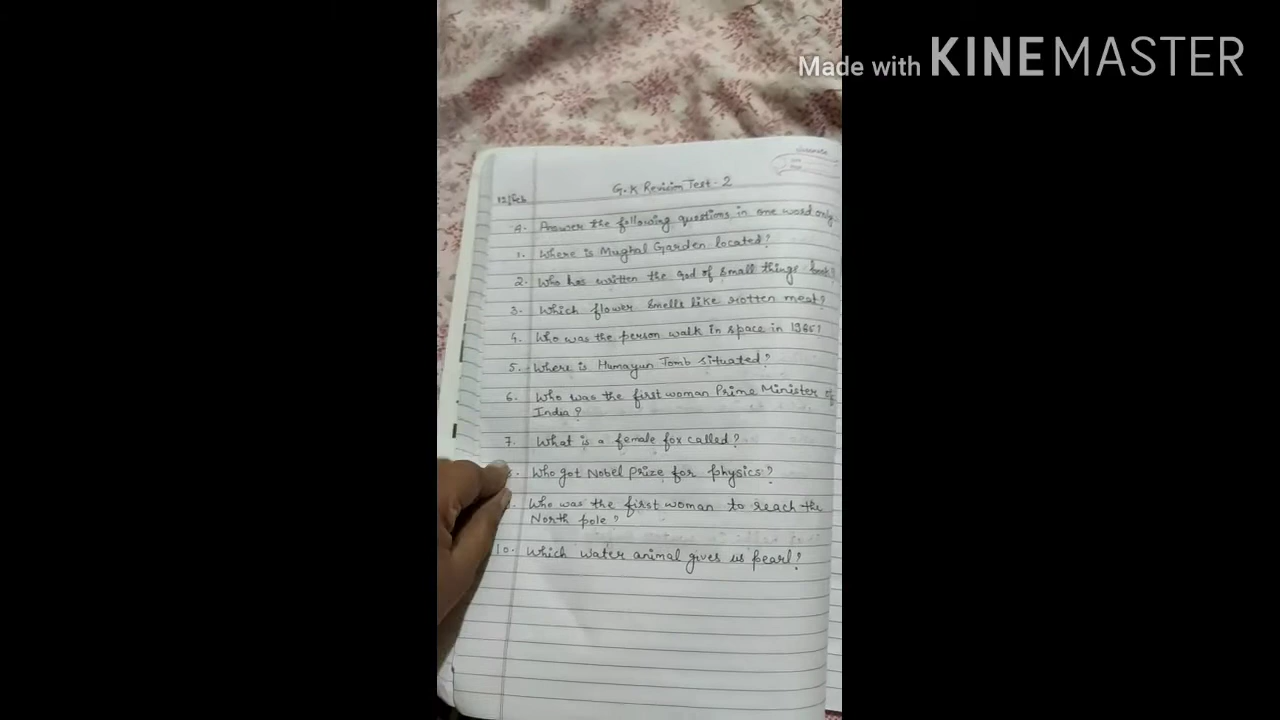 Made with KINEMASTER
classmate
12/Feb
G.K Revision Test - 2
Answer the following questions in one word only.
1. Where is Mughal Garden located?
2. Who has written the god of small things book?
3. Which flower smells like rotten meat?
4. Who was the person walk in space in 1965?
5. Where is Humayun Tomb situated?
6. Who was the first woman Prime Minister of
India?
7. What is a female fox called?
Who got Nobel Prize for physics?
Who was the first woman to reach the
North pole?
10. Which water animal gives us pearl?